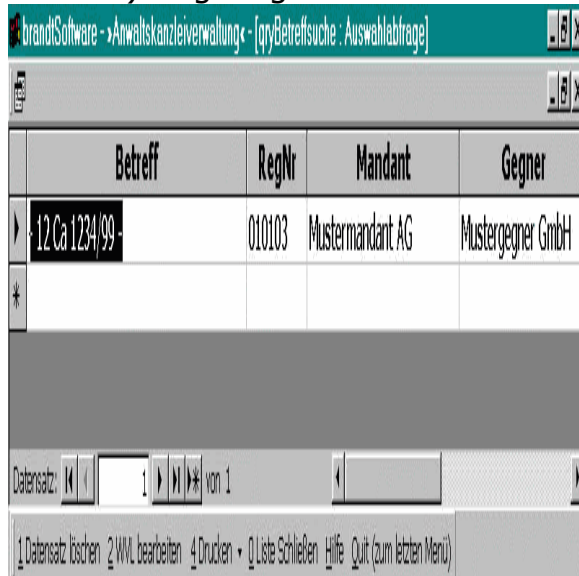 brandtSoftware - »Anwaltskanzleiverwaltung« - [qryBetreffsuche : Auswahlabfrage]
Betreff RegNr Mandant Gegner
- 12 Ca 1234/99 - 010103 Mustermandant AG Mustergegner GmbH
Datensatz: 1 von 1
1 Datensatz löschen 2 WVL bearbeiten 4 Drucken 0 Liste Schließen Hilfe Quit (zum letzten Menü)